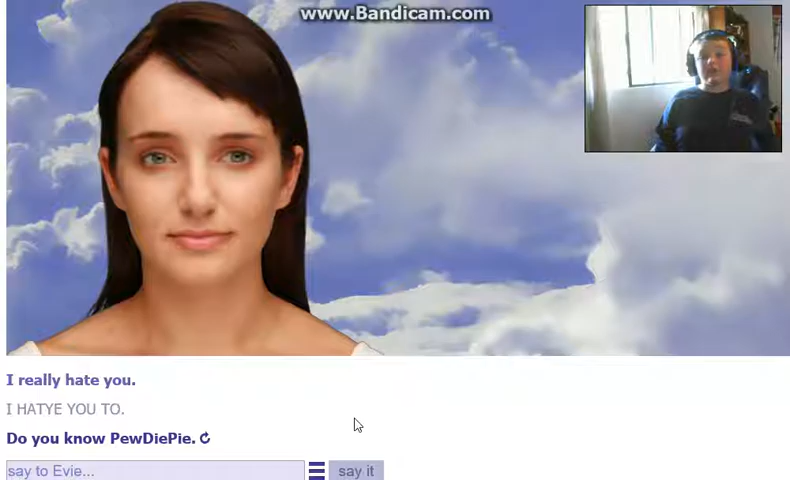 www.Bandicam.com
I really hate you.
I HATYE YOU TO.
Do you know PewDiePie.
say to Evie...
say it